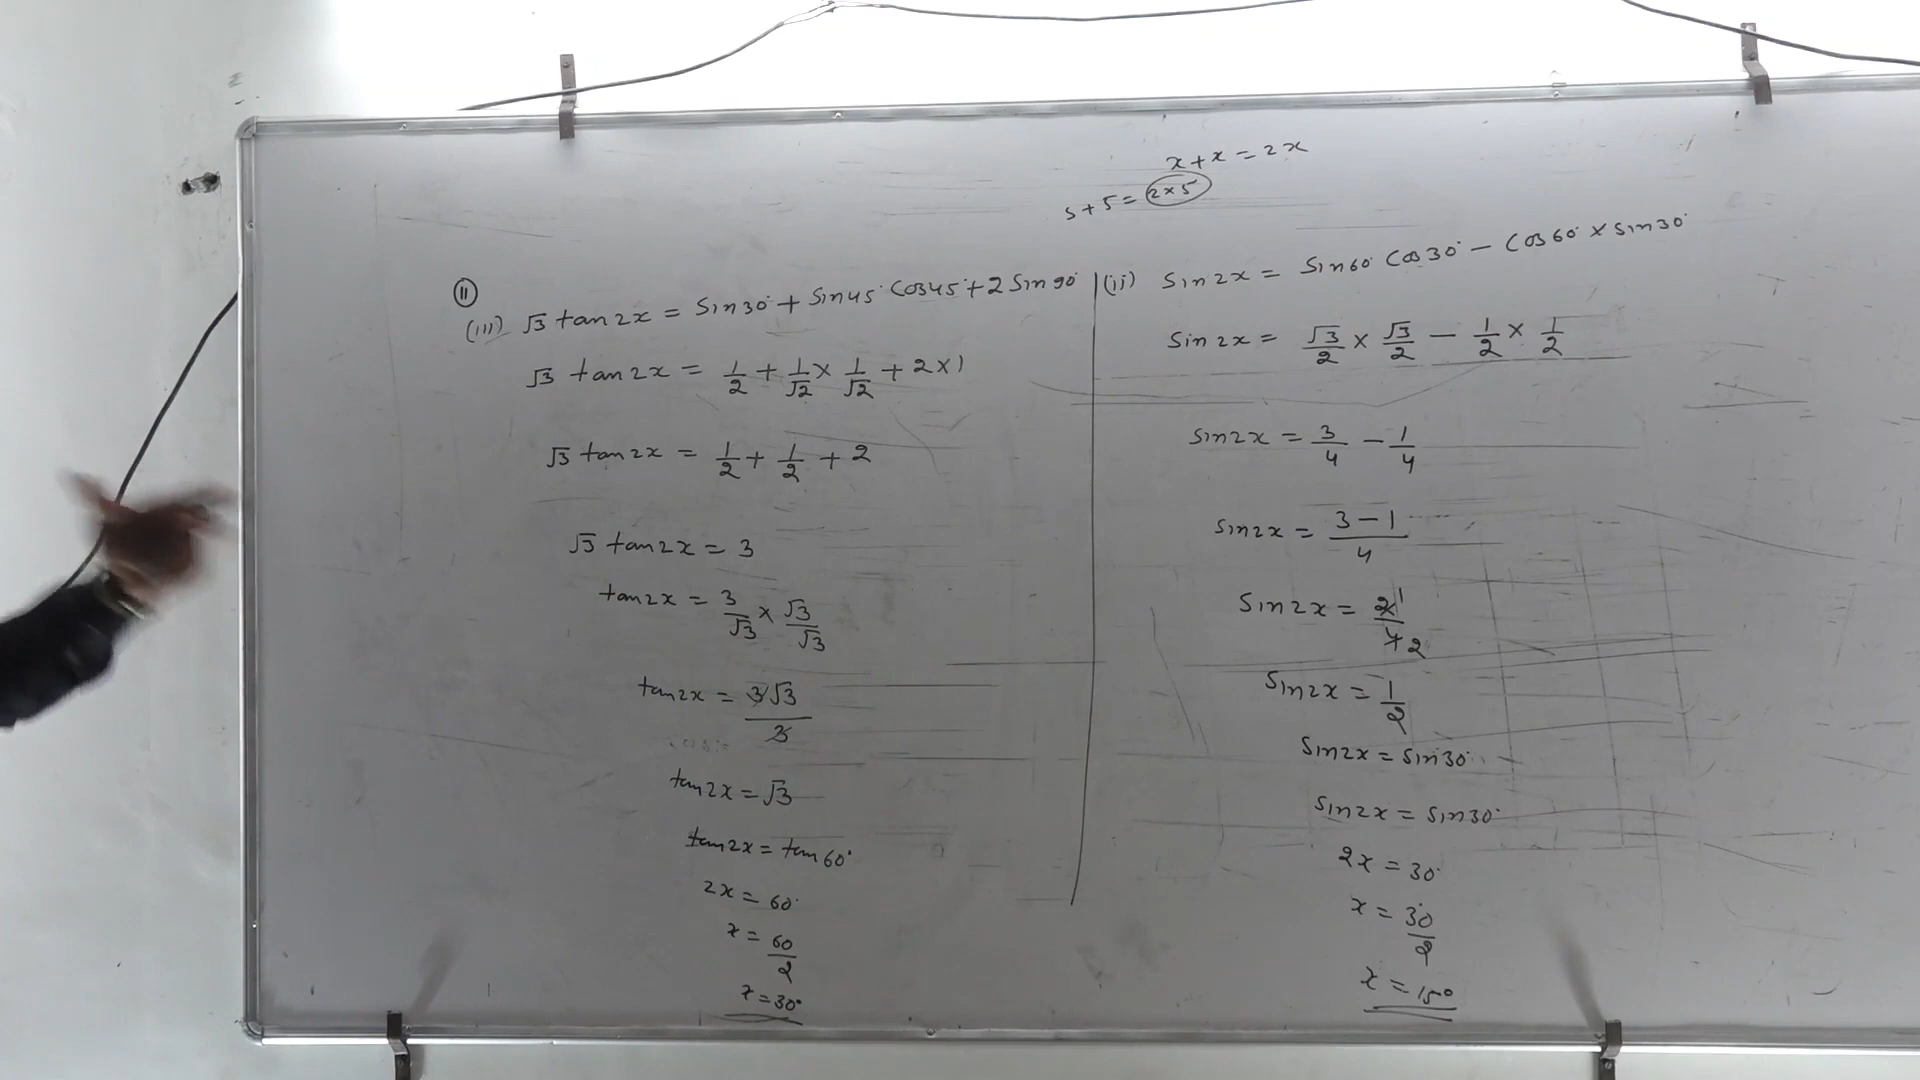 x + x = 2x
5 + 5 = 2 × 5
(11)
(iii) √3 tan 2x = Sin 30° + Sin 45° Cos 45° + 2 Sin 90°
√3 tan 2x = 1/2 + 1/√2 × 1/√2 + 2 × 1
√3 tan 2x = 1/2 + 1/2 + 2
√3 tan 2x = 3
tan 2x = 3/√3 × √3/√3
tan 2x = 3√3/3
tan 2x = √3
tan 2x = tan 60°
2x = 60°
x = 60/2
x = 30°
(ii) Sin 2x = Sin 60° Cos 30° − Cos 60° × Sin 30°
Sin 2x = √3/2 × √3/2 − 1/2 × 1/2
Sin 2x = 3/4 − 1/4
Sin 2x = 3 − 1/4
Sin 2x = 2 1/4 2
Sin 2x = 1/2
Sin 2x = Sin 30°
Sin 2x = Sin 30°
2x = 30°
x = 30°/2
x = 15°